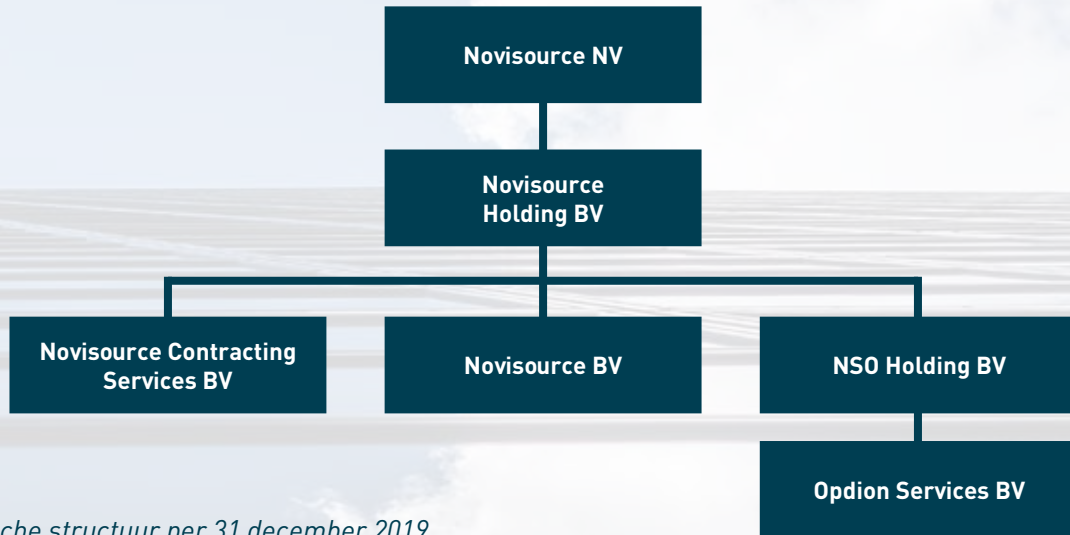 Novisource NV
Novisource
Holding BV
Novisource Contracting
Services BV
Novisource BV
NSO Holding BV
Opdion Services BV
structuur per 31 december 2019